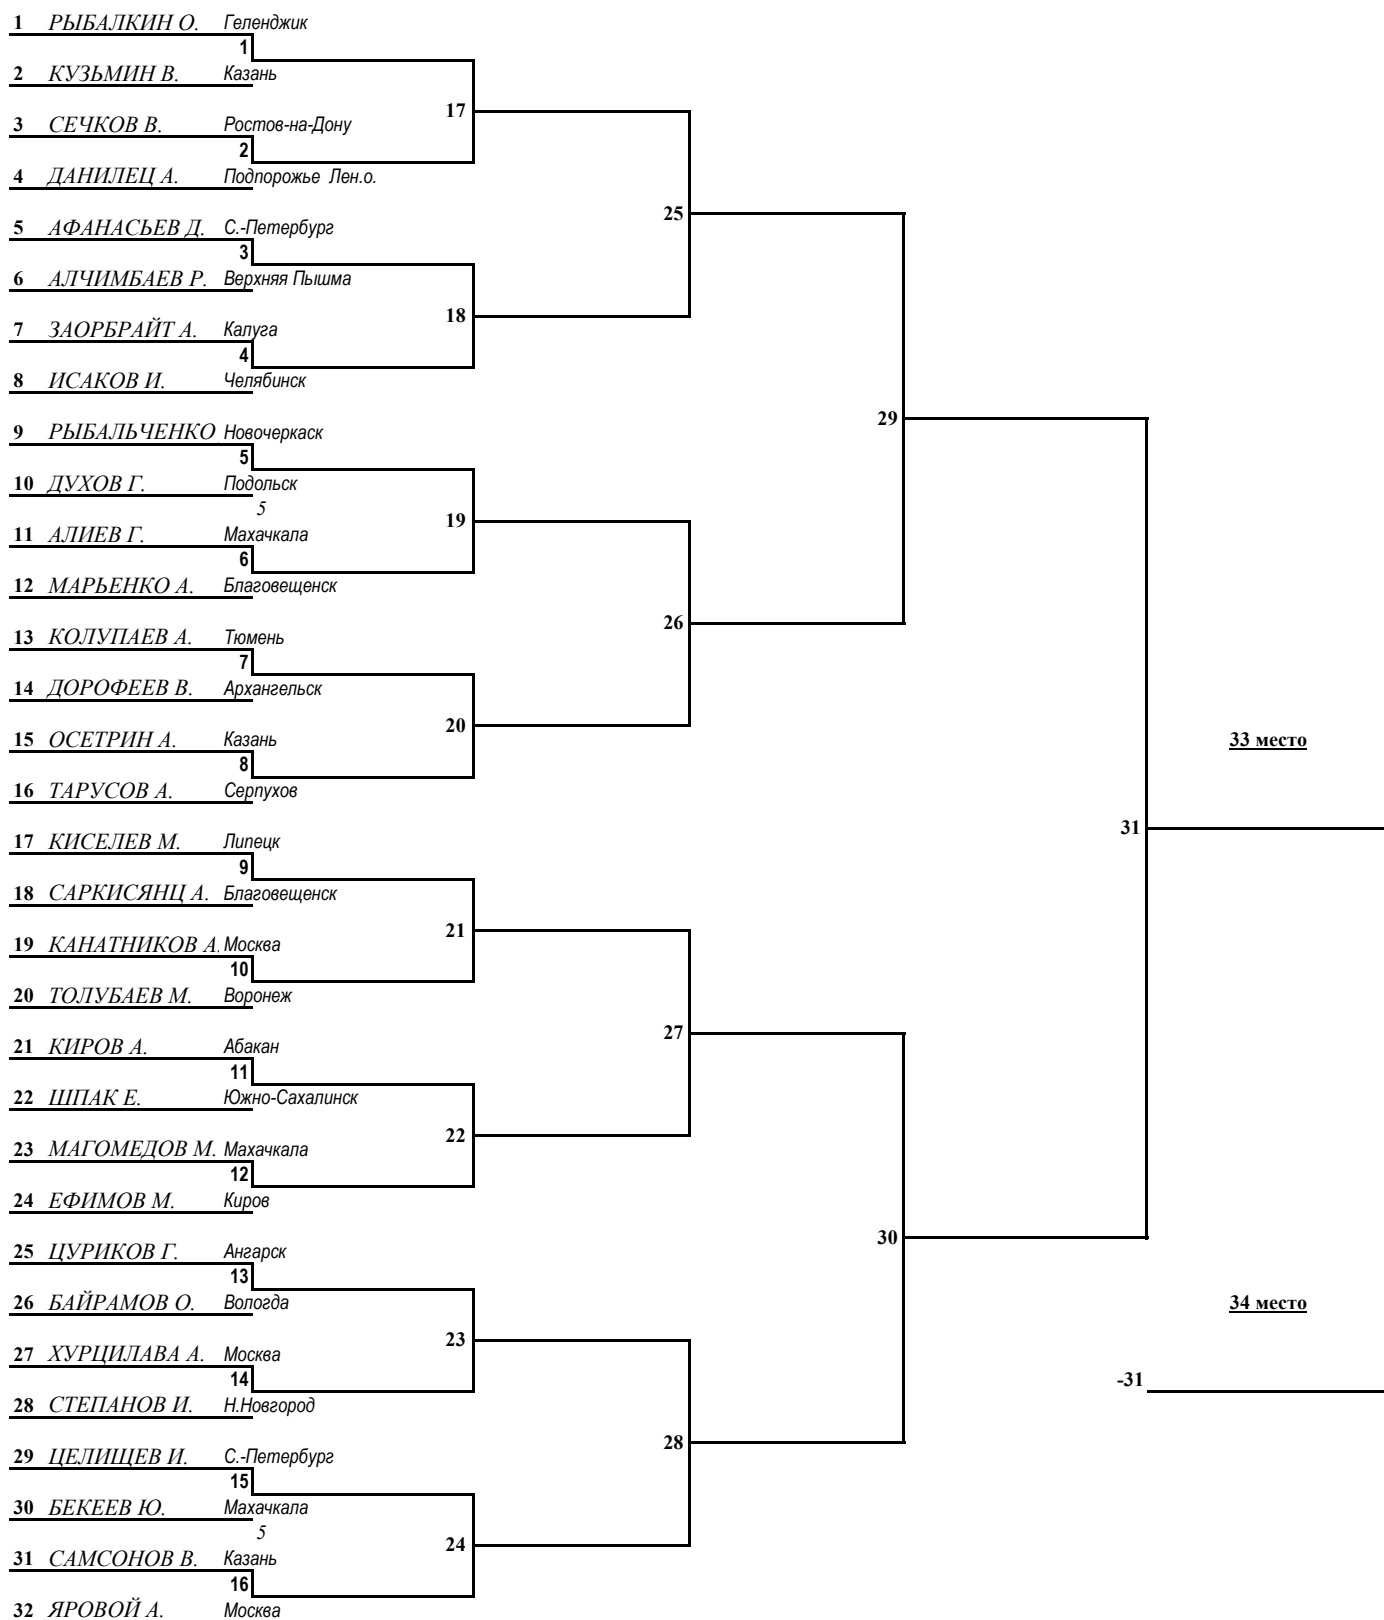 1 РЫБАЛКИН О. Геленджик
1
2 КУЗЬМИН В. Казань
17
3 СЕЧКОВ В. Ростов-на-Дону
2
4 ДАНИЛЕЦ А. Подпорожье Лен.о.
25
5 АФАНАСЬЕВ Д. С.-Петербург
3
6 АЛЧИМБАЕВ Р. Верхняя Пышма
18
7 ЗАОРБРАЙТ А. Калуга
4
8 ИСАКОВ И. Челябинск
29
9 РЫБАЛЬЧЕНКО Новочеркаск
5
10 ДУХОВ Г. Подольск
5
19
11 АЛИЕВ Г. Махачкала
6
12 МАРЬЕНКО А. Благовещенск
26
13 КОЛУПАЕВ А. Тюмень
7
14 ДОРОФЕЕВ В. Архангельск
20
15 ОСЕТРИН А. Казань
33 место
8
16 ТАРУСОВ А. Серпухов
31
17 КИСЕЛЕВ М. Липецк
9
18 САРКИСЯНЦ А. Благовещенск
21
19 КАНАТНИКОВ А. Москва
10
20 ТОЛУБАЕВ М. Воронеж
27
21 КИРОВ А. Абакан
11
22 ШПАК Е. Южно-Сахалинск
22
23 МАГОМЕДОВ М. Махачкала
12
24 ЕФИМОВ М. Киров
30
25 ЦУРИКОВ Г. Ангарск
13
26 БАЙРАМОВ О. Вологда
34 место
23
27 ХУРЦИЛАВА А. Москва
14
-31
28 СТЕПАНОВ И. Н.Новгород
28
29 ЦЕЛИЩЕВ И. С.-Петербург
15
30 БЕКЕЕВ Ю. Махачкала
5
24
31 САМСОНОВ В. Казань
16
32 ЯРОВОЙ А. Москва